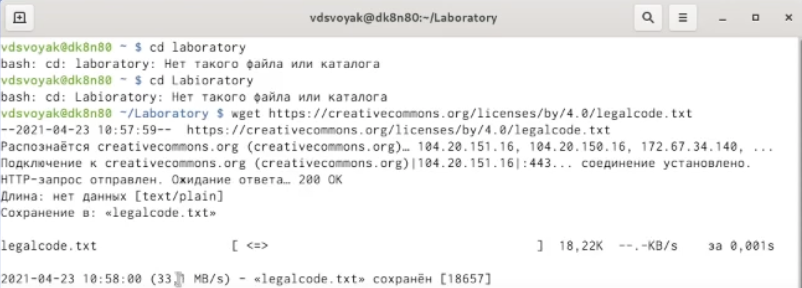 vdsvoyak@dk8n80:~/Laboratory
vdsvoyak@dk8n80 ~ $ cd laboratory
bash: cd: laboratory: Нет такого файла или каталога
vdsvoyak@dk8n80 ~ $ cd Labioratory
bash: cd: Labioratory: Нет такого файла или каталога
vdsvoyak@dk8n80 ~/Laboratory $ wget https://creativecommons.org/licenses/by/4.0/legalcode.txt
--2021-04-23 10:57:59--  https://creativecommons.org/licenses/by/4.0/legalcode.txt
Распознаётся creativecommons.org (creativecommons.org)… 104.20.151.16, 104.20.150.16, 172.67.34.140, ...
Подключение к creativecommons.org (creativecommons.org)|104.20.151.16|:443... соединение установлено.
HTTP-запрос отправлен. Ожидание ответа… 200 OK
Длина: нет данных [text/plain]
Сохранение в: «legalcode.txt»
legalcode.txt [ <=> ] 18,22K --.-KB/s за 0,001s
2021-04-23 10:58:00 (33,1 MB/s) - «legalcode.txt» сохранён [18657]